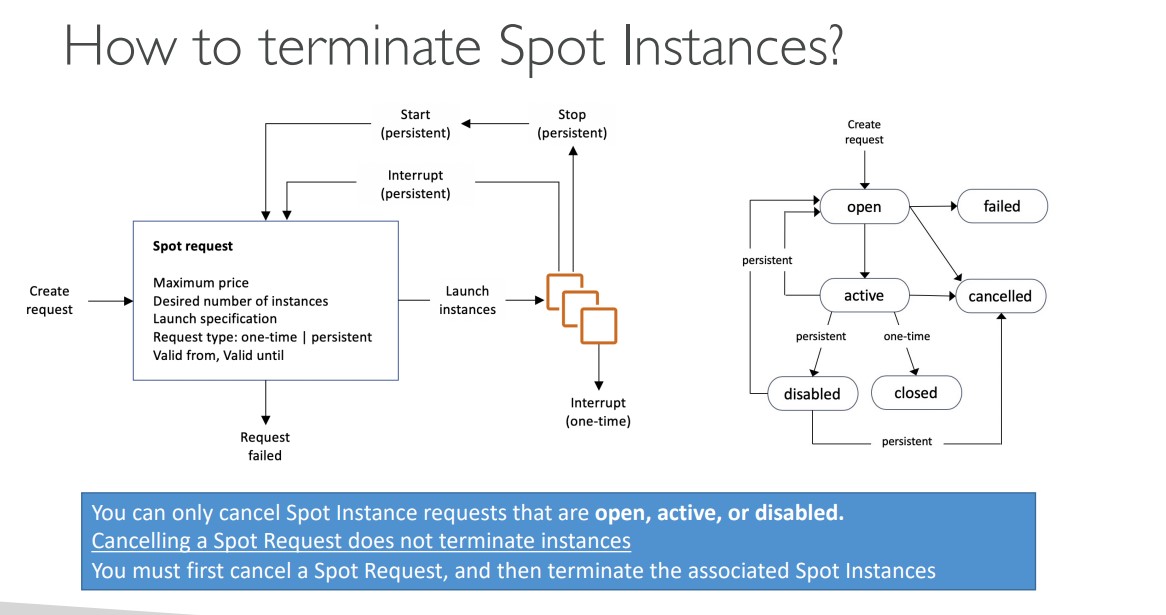 How to terminate Spot Instances?
Start
(persistent)
Stop
(persistent)
Interrupt
(persistent)
Create
request
Spot request
Maximum price
Desired number of instances
Launch specification
Request type: one-time | persistent
Valid from, Valid until
Launch
instances
Interrupt
(one-time)
Request
failed
Create
request
open
failed
persistent
active
cancelled
persistent
one-time
disabled
closed
persistent
You can only cancel Spot Instance requests that are open, active, or disabled.
Cancelling a Spot Request does not terminate instances
You must first cancel a Spot Request, and then terminate the associated Spot Instances